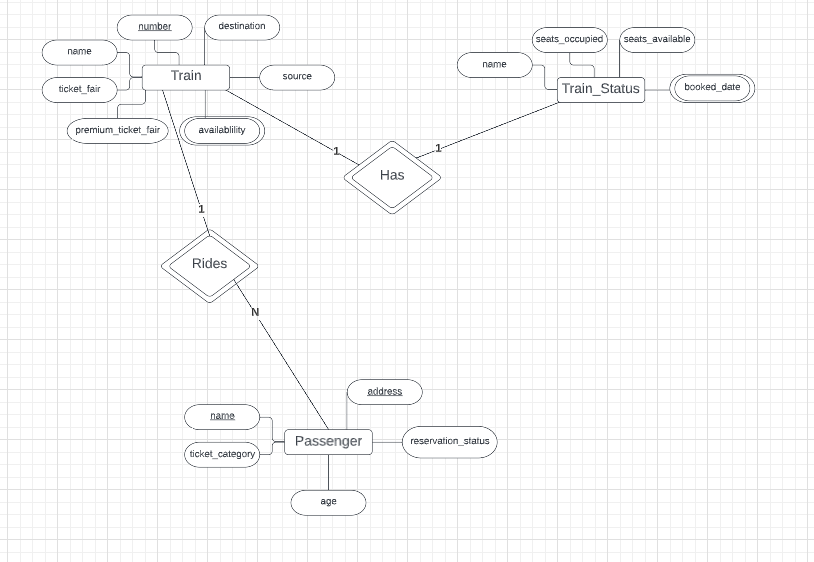 number
destination
name
Train
source
ticket_fair
premium_ticket_fair
availablility
seats_occupied
seats_available
name
Train_Status
booked_date
1
1
Has
1
Rides
N
address
name
Passenger
reservation_status
ticket_category
age